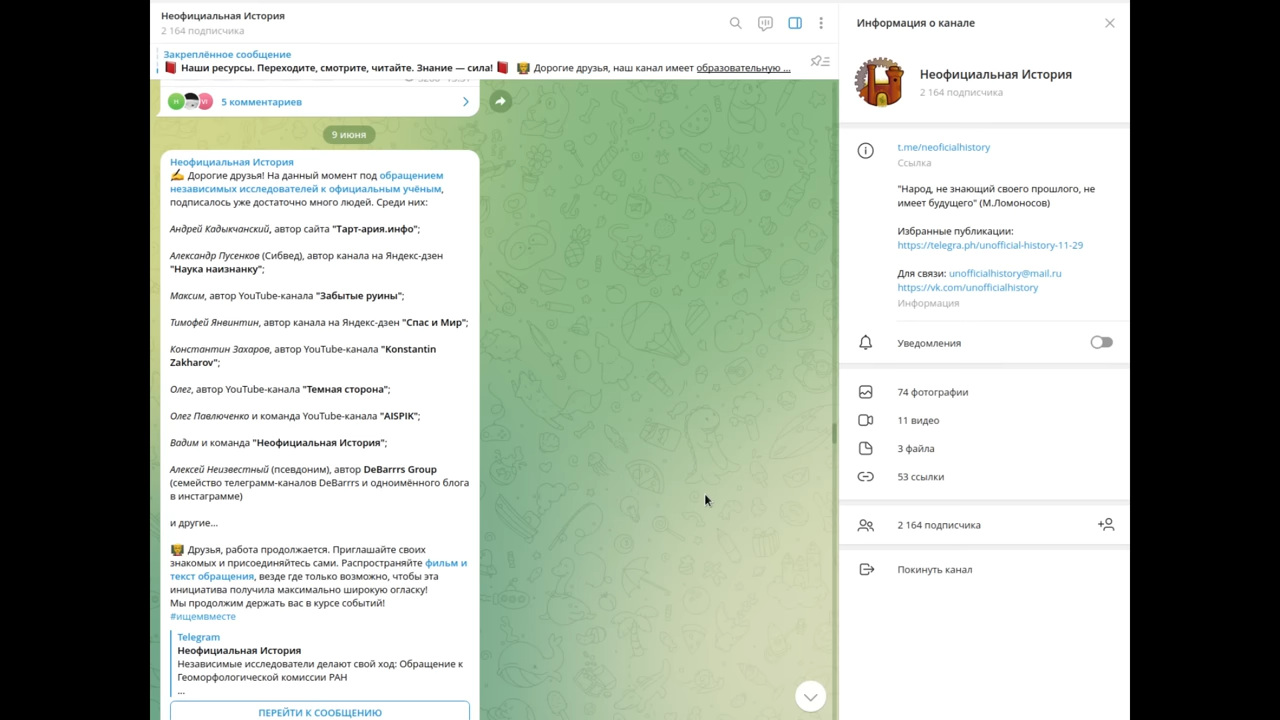 Неофициальная История
2 164 подписчика
Закреплённое сообщение
Наши ресурсы. Переходите, смотрите, читайте. Знание — сила! Дорогие друзья, наш канал имеет образовательную ...
5 комментариев
9 июня
Неофициальная История
Дорогие друзья! На данный момент под обращением
независимых исследователей к официальным учёным,
подписалось уже достаточно много людей. Среди них:
Андрей Кадыкчанский, автор сайта "Тарт-ария.инфо";
Александр Пусенков (Сибвед), автор канала на Яндекс-дзен
"Наука наизнанку";
Максим, автор YouTube-канала "Забытые руины";
Тимофей Янвинтин, автор канала на Яндекс-дзен "Спас и Мир";
Константин Захаров, автор YouTube-канала "Konstantin
Zakharov";
Олег, автор YouTube-канала "Темная сторона";
Олег Павлюченко и команда YouTube-канала "AISPIK";
Вадим и команда "Неофициальная История";
Алексей Неизвестный (псевдоним), автор DeBarrrs Group
(семейство телеграмм-каналов DeBarrrs и одноимённого блога
в инстаграмме)
и другие...
Друзья, работа продолжается. Приглашайте своих
знакомых и присоединяйтесь сами. Распространяйте фильм и
текст обращения, везде где только возможно, чтобы эта
инициатива получила максимально широкую огласку!
Мы продолжим держать вас в курсе событий!
#ищемвместе
Telegram
Неофициальная История
Независимые исследователи делают свой ход: Обращение к
Геоморфологической комиссии РАН
...
ПЕРЕЙТИ К СООБЩЕНИЮ
Информация о канале
Неофициальная История
2 164 подписчика
t.me/neoficialhistory
Ссылка
"Народ, не знающий своего прошлого, не
имеет будущего" (М.Ломоносов)
Избранные публикации:
https://telegra.ph/unofficial-history-11-29
Для связи: unofficialhistory@mail.ru
https://vk.com/unofficialhistory
Информация
Уведомления
74 фотографии
11 видео
3 файла
53 ссылки
2 164 подписчика
Покинуть канал